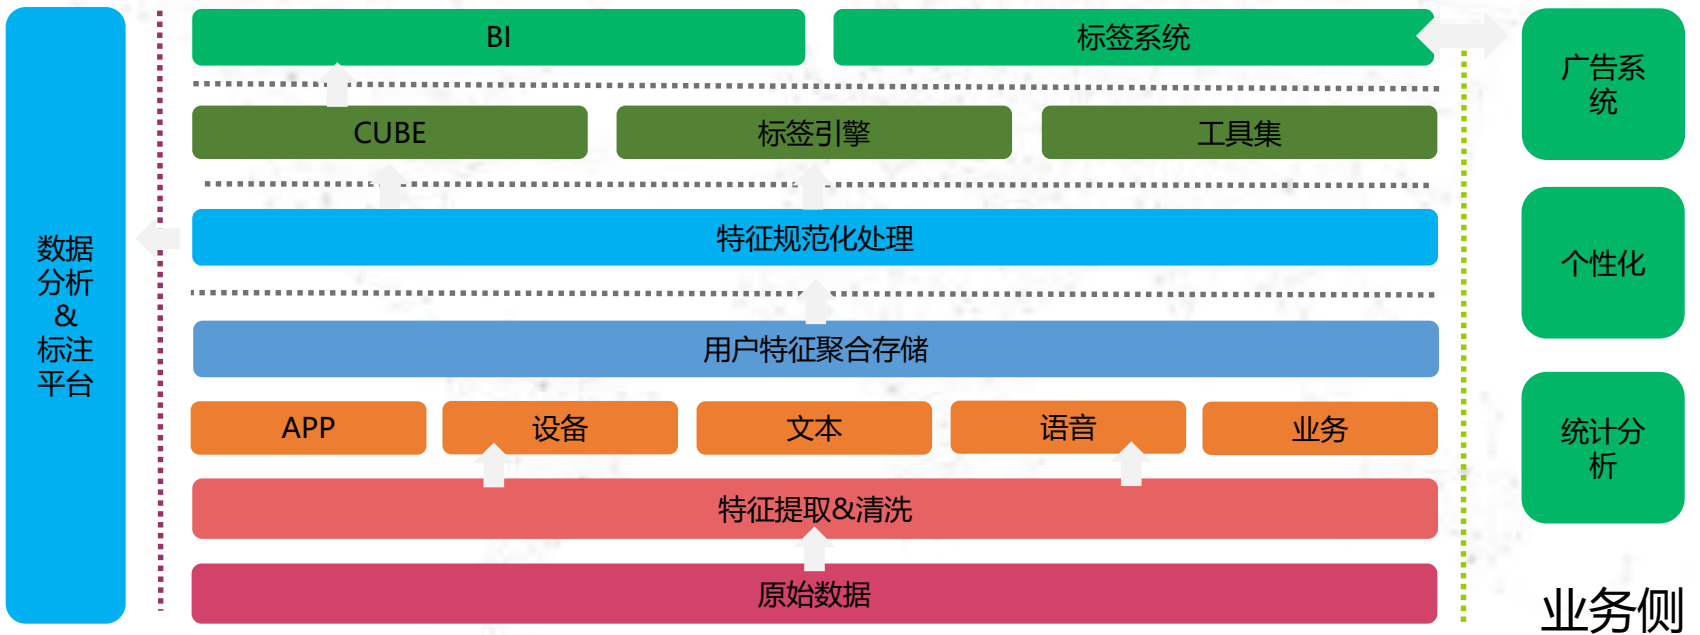 数据
分析
&
标注
平台
BI
标签系统
CUBE
标签引擎
工具集
特征规范化处理
用户特征聚合存储
APP
设备
文本
语音
业务
特征提取&清洗
原始数据
广告系
统
个性化
统计分
析
业务侧